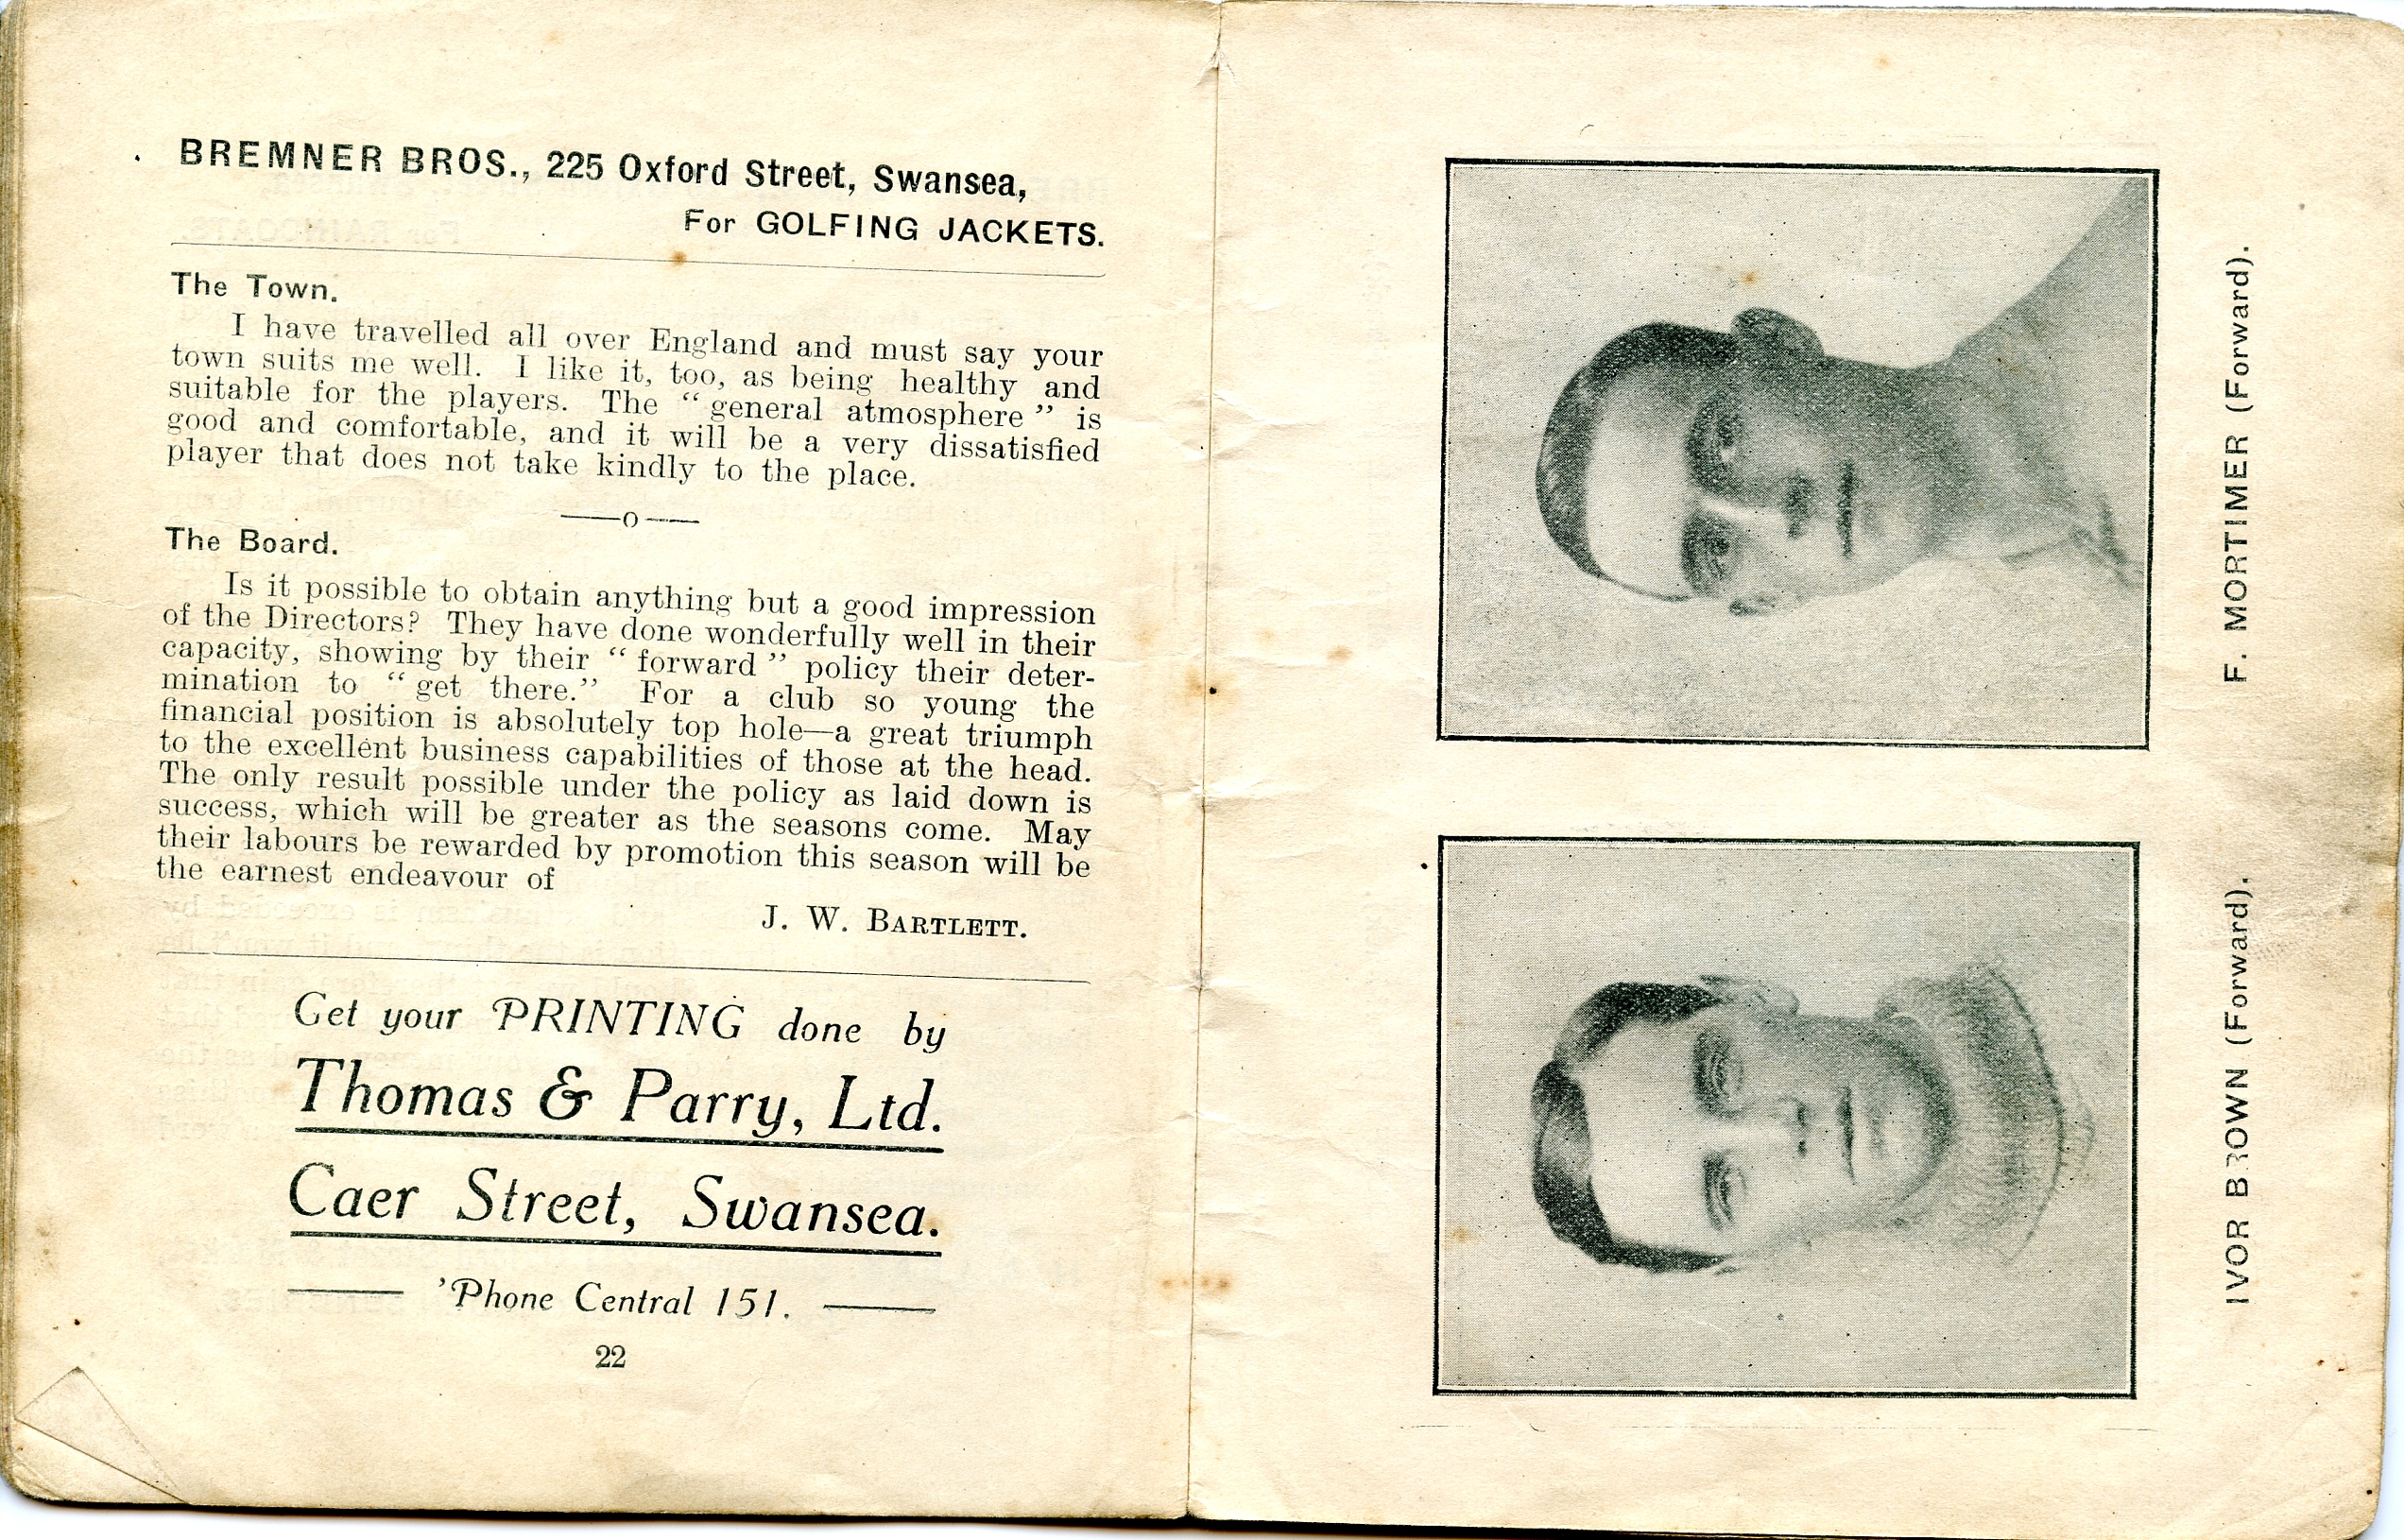 BREMNER BROS., 225 Oxford Street, Swansea,
For GOLFING JACKETS.
The Town.
I have travelled all over England and must say your
town suits me well. I like it, too, as being healthy and
suitable for the players. The “general atmosphere” is
good and comfortable, and it will be a very dissatisfied
player that does not take kindly to the place.
—o—
The Board.
Is it possible to obtain anything but a good impression
of the Directors? They have done wonderfully well in their
capacity, showing by their “forward” policy their deter-
mination to “get there.” For a club so young the
financial position is absolutely top hole—a great triumph
to the excellent business capabilities of those at the head.
The only result possible under the policy as laid down is
success, which will be greater as the seasons come. May
their labours be rewarded by promotion this season will be
the earnest endeavour of
J. W. BARTLETT.
Get your PRINTING done by
Thomas & Parry, Ltd.
Caer Street, Swansea.
’Phone Central 151.
22
F. MORTIMER (Forward).
IVOR BROWN (Forward).